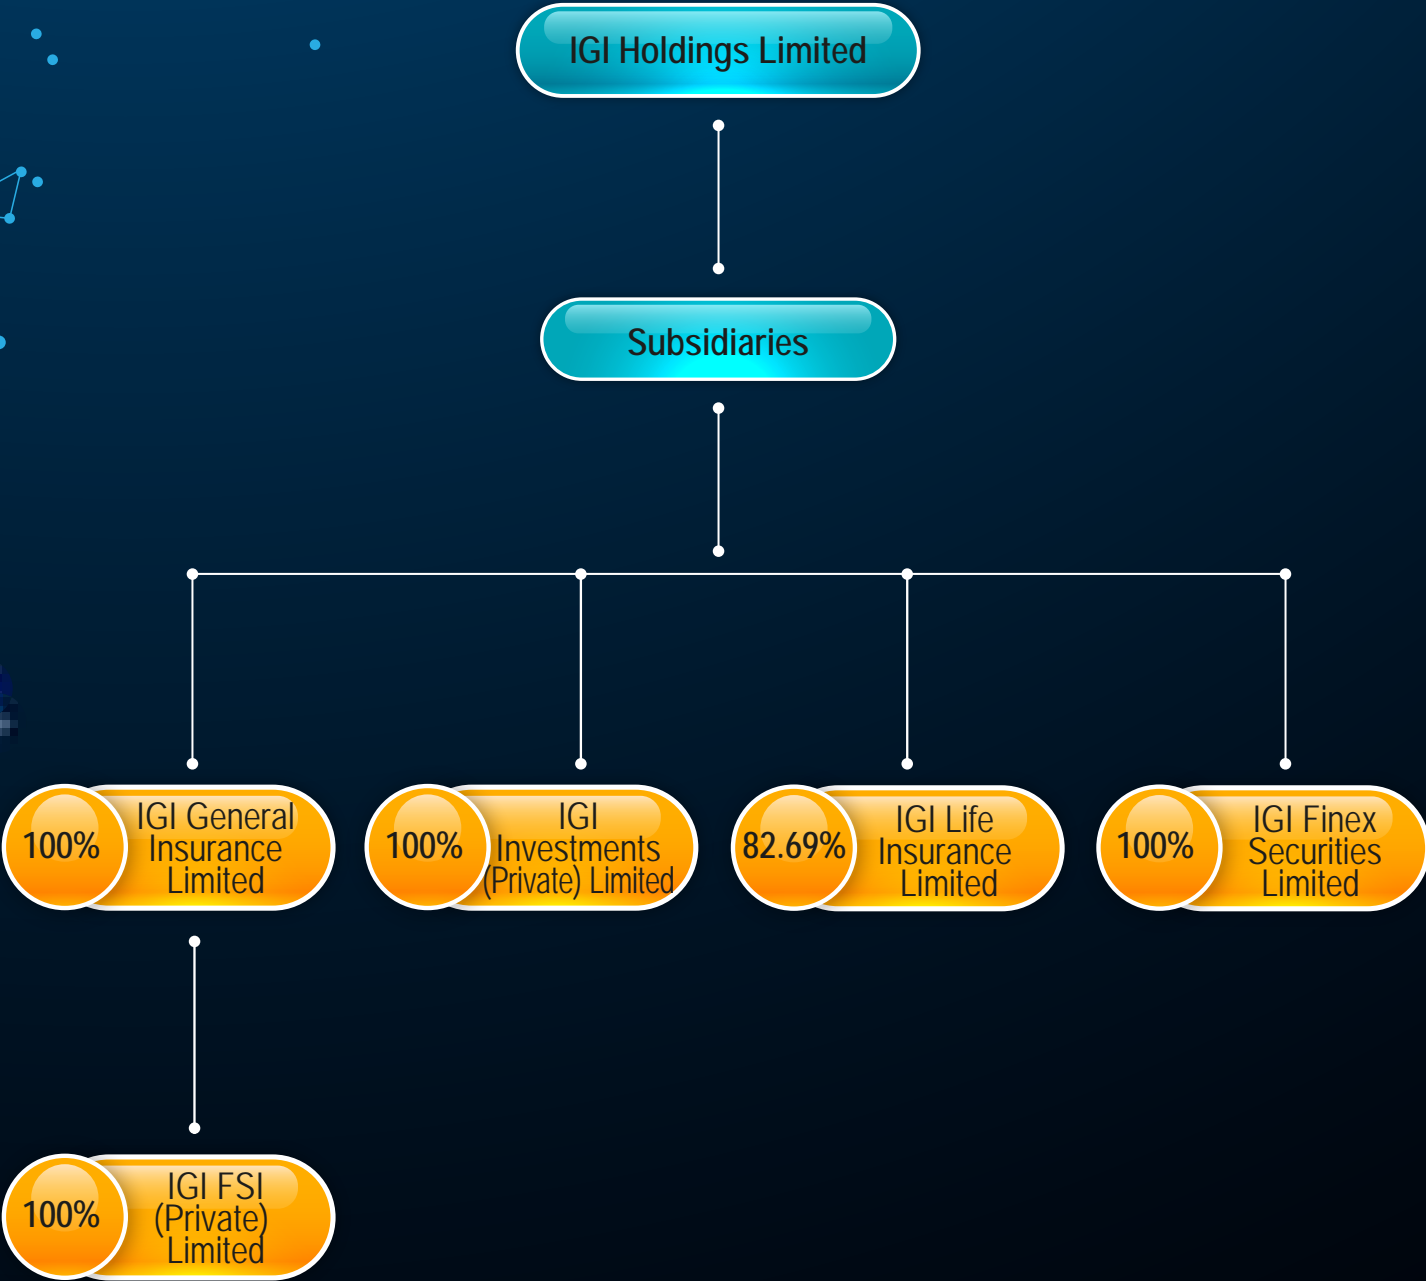 IGI Holdings Limited
Subsidiaries
100%
IGI General
Insurance
Limited
100%
IGI
Investments
(Private) Limited
82.69%
IGI Life
Insurance
Limited
100%
IGI Finex
Securities
Limited
100%
IGI FSI
(Private)
Limited